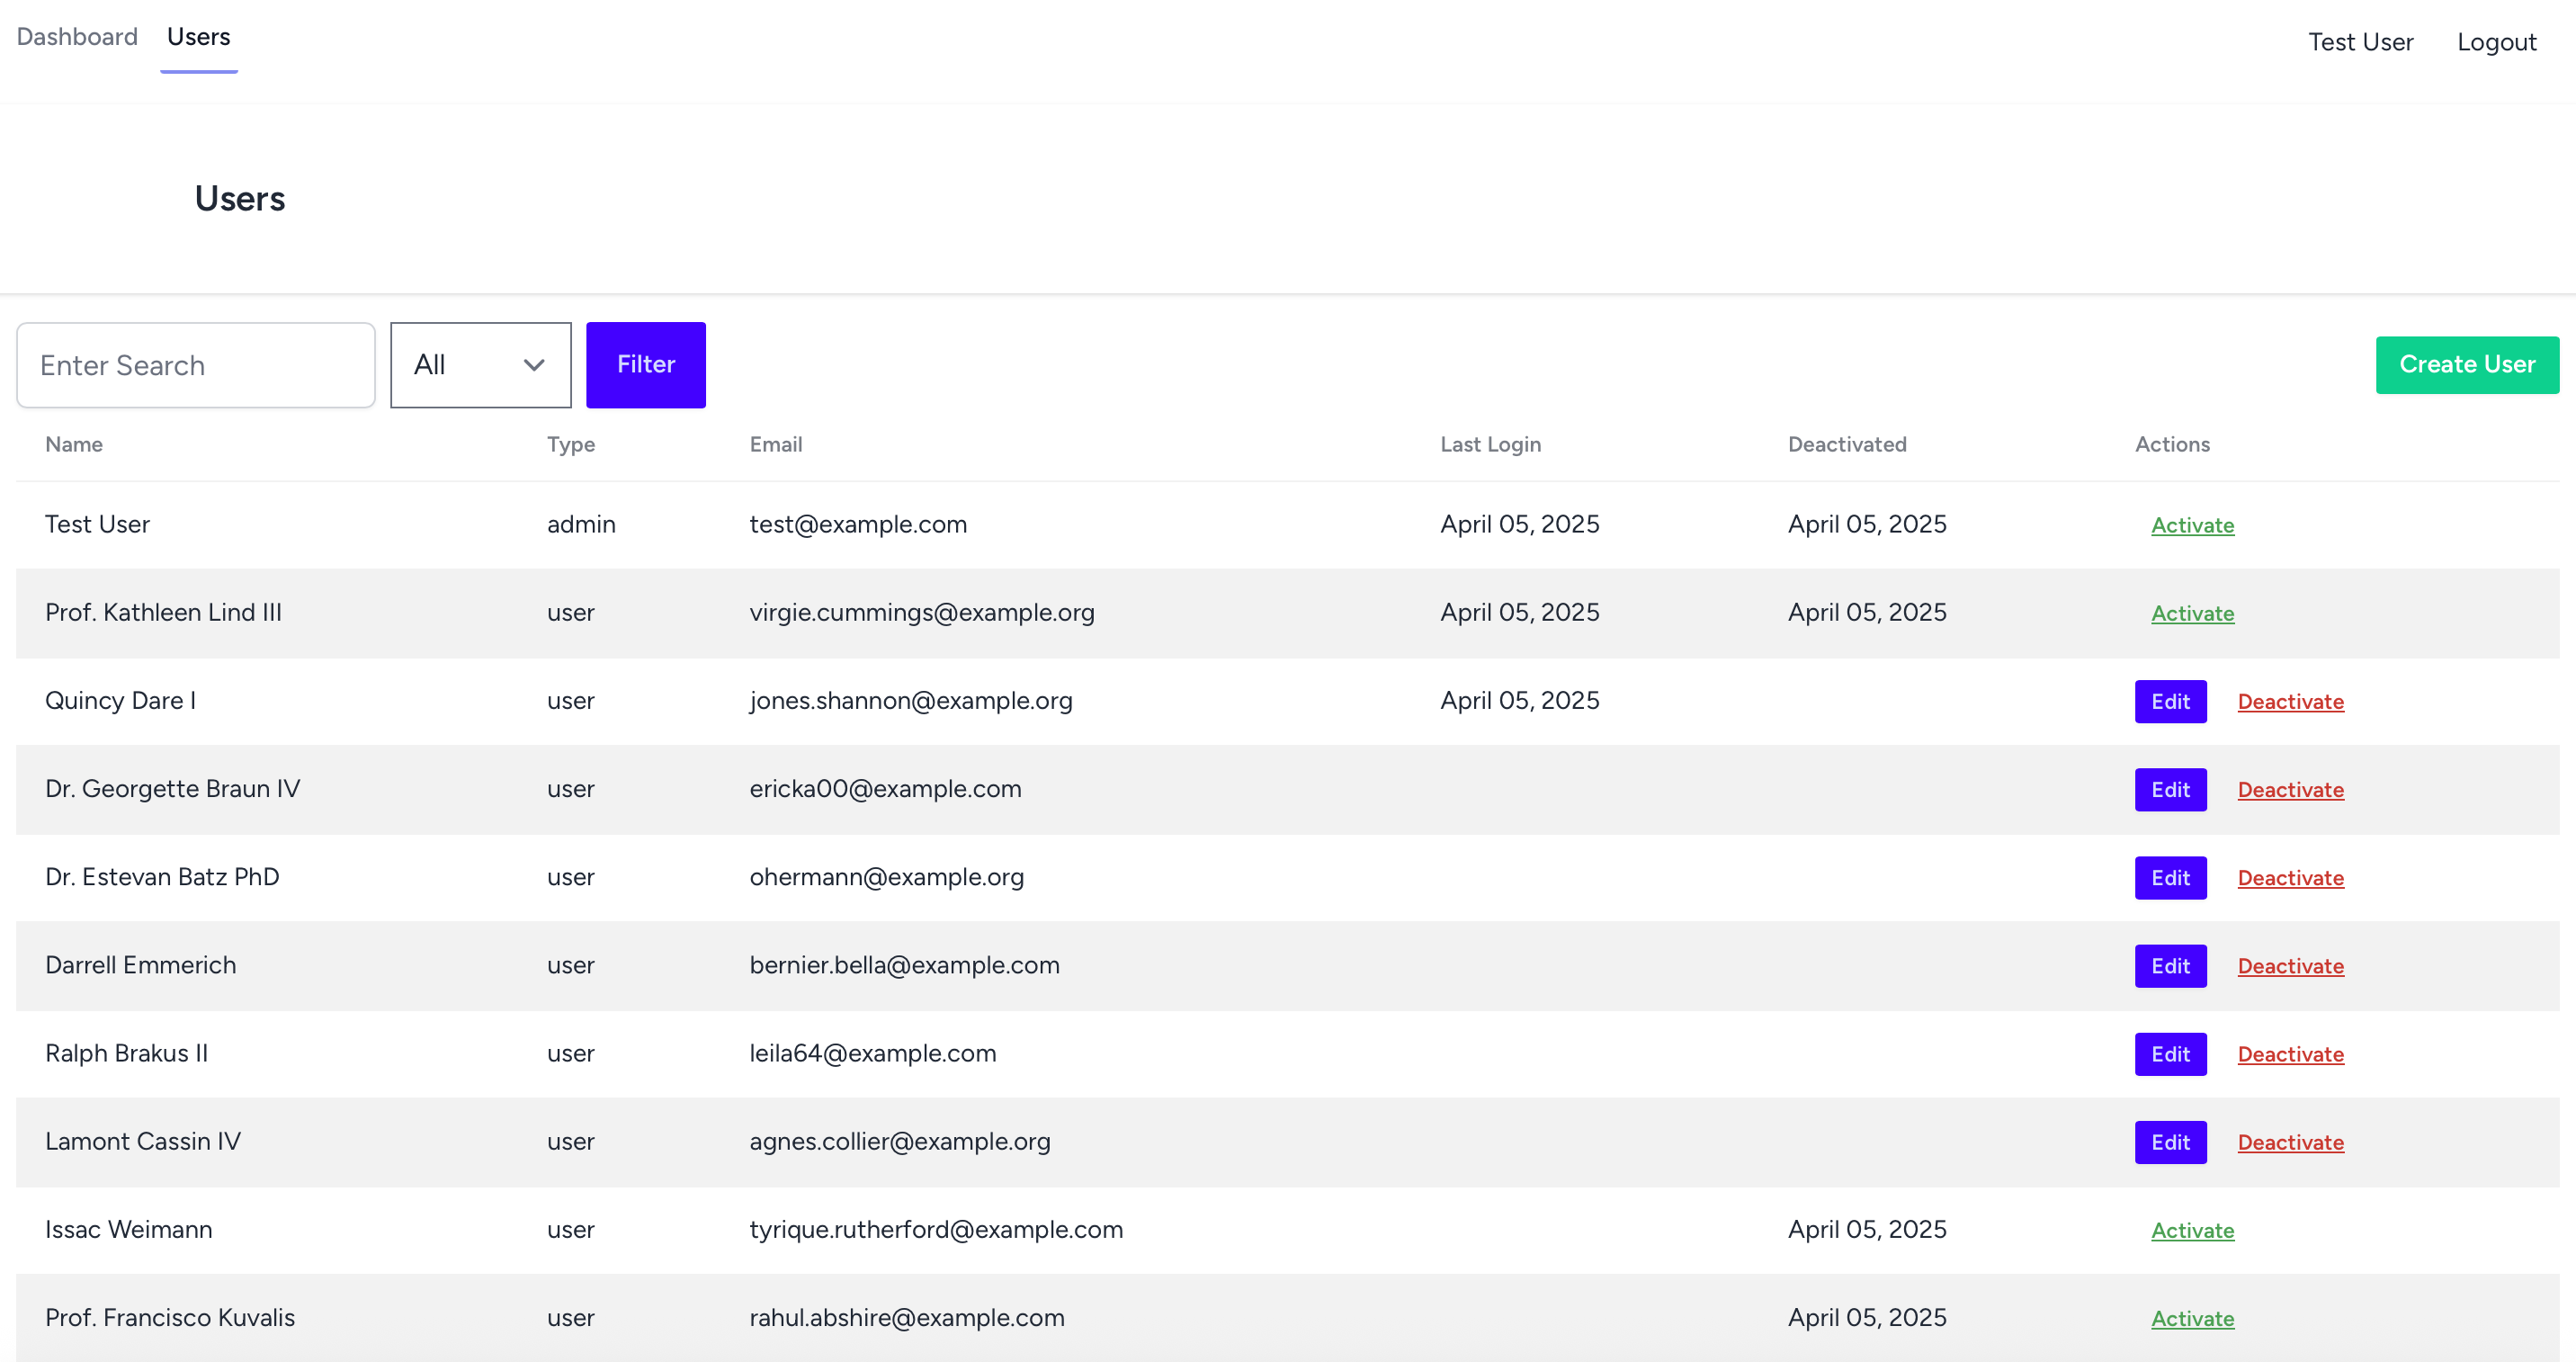 Dashboard Users Test User Logout
Users
Enter Search All Filter Create User
Name Type Email Last Login Deactivated Actions
Test User admin test@example.com April 05, 2025 April 05, 2025 Activate
Prof. Kathleen Lind III user virgie.cummings@example.org April 05, 2025 April 05, 2025 Activate
Quincy Dare I user jones.shannon@example.org April 05, 2025 Edit Deactivate
Dr. Georgette Braun IV user ericka00@example.com Edit Deactivate
Dr. Estevan Batz PhD user ohermann@example.org Edit Deactivate
Darrell Emmerich user bernier.bella@example.com Edit Deactivate
Ralph Brakus II user leila64@example.com Edit Deactivate
Lamont Cassin IV user agnes.collier@example.org Edit Deactivate
Issac Weimann user tyrique.rutherford@example.com April 05, 2025 Activate
Prof. Francisco Kuvalis user rahul.abshire@example.com April 05, 2025 Activate